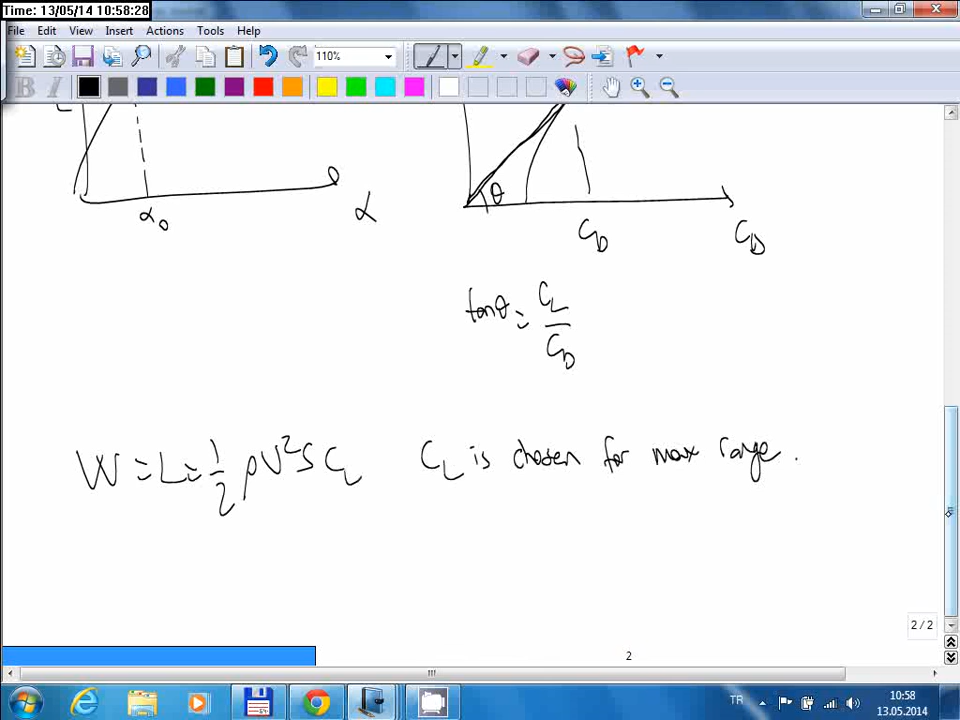 Time: 13/05/14 10:58:28
File Edit View Insert Actions Tools Help
110%
B I
L
α₀
α
θ
C_D
C_D
tanθ = C_L / C_D
W = L = 1/2 ρV²S C_L C_L is chosen for max range.
2 / 2
2
TR
10:58
13.05.2014